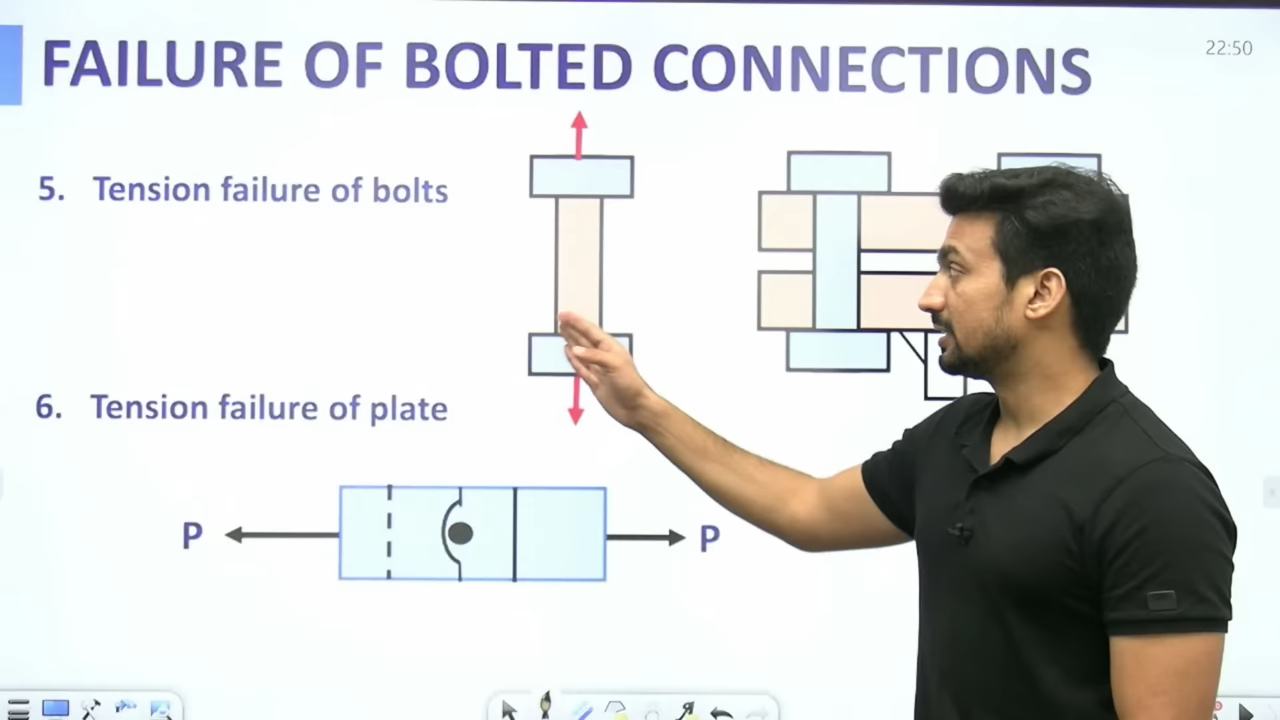 FAILURE OF BOLTED CONNECTIONS
22:50
5. Tension failure of bolts
6. Tension failure of plate
P
P